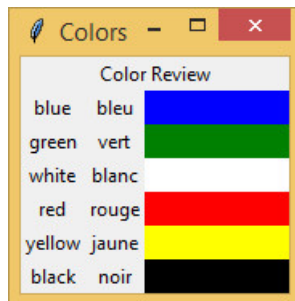 Colors
Color Review
blue bleu
green vert
white blanc
red rouge
yellow jaune
black noir